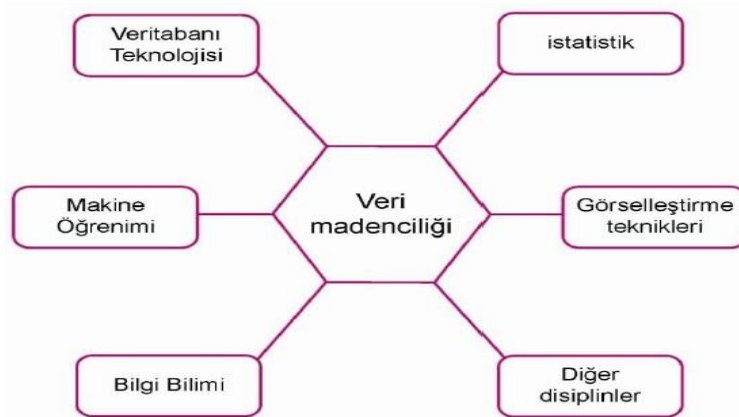 Veritabanı
Teknolojisi
istatistik
Makine
Öğrenimi
Veri
madenciliği
Görselleştirme
teknikleri
Bilgi Bilimi
Diğer
disiplinler